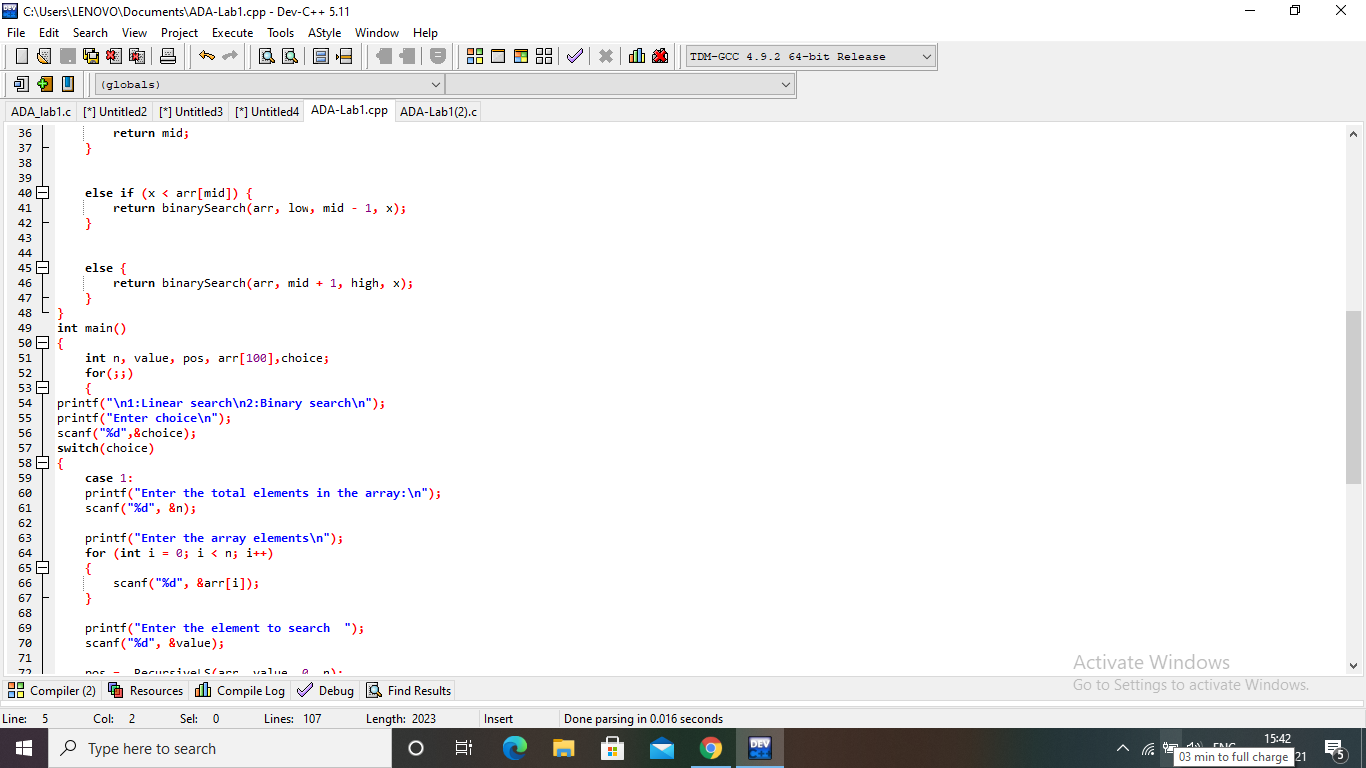 C:\Users\LENOVO\Documents\ADA-Lab1.cpp - Dev-C++ 5.11
File Edit Search View Project Execute Tools AStyle Window Help
TDM-GCC 4.9.2 64-bit Release
(globals)
ADA_lab1.c [*] Untitled2 [*] Untitled3 [*] Untitled4 ADA-Lab1.cpp ADA-Lab1(2).c
36 return mid;
37 }
38
39
40 else if (x < arr[mid]) {
41 return binarySearch(arr, low, mid - 1, x);
42 }
43
44
45 else {
46 return binarySearch(arr, mid + 1, high, x);
47 }
48 }
49 int main()
50 {
51 int n, value, pos, arr[100],choice;
52 for(;;)
53 {
54 printf("\n1:Linear search\n2:Binary search\n");
55 printf("Enter choice\n");
56 scanf("%d",&choice);
57 switch(choice)
58 {
59 case 1:
60 printf("Enter the total elements in the array:\n");
61 scanf("%d", &n);
62
63 printf("Enter the array elements\n");
64 for (int i = 0; i < n; i++)
65 {
66 scanf("%d", &arr[i]);
67 }
68
69 printf("Enter the element to search  ");
70 scanf("%d", &value);
71
72 pos = RecursiveLS(arr, value, 0, n);
Activate Windows
Go to Settings to activate Windows.
Compiler (2) Resources Compile Log Debug Find Results
Line: 5 Col: 2 Sel: 0 Lines: 107 Length: 2023 Insert Done parsing in 0.016 seconds
Type here to search
DEV
ENG
15:42
03 min to full charge
21
5